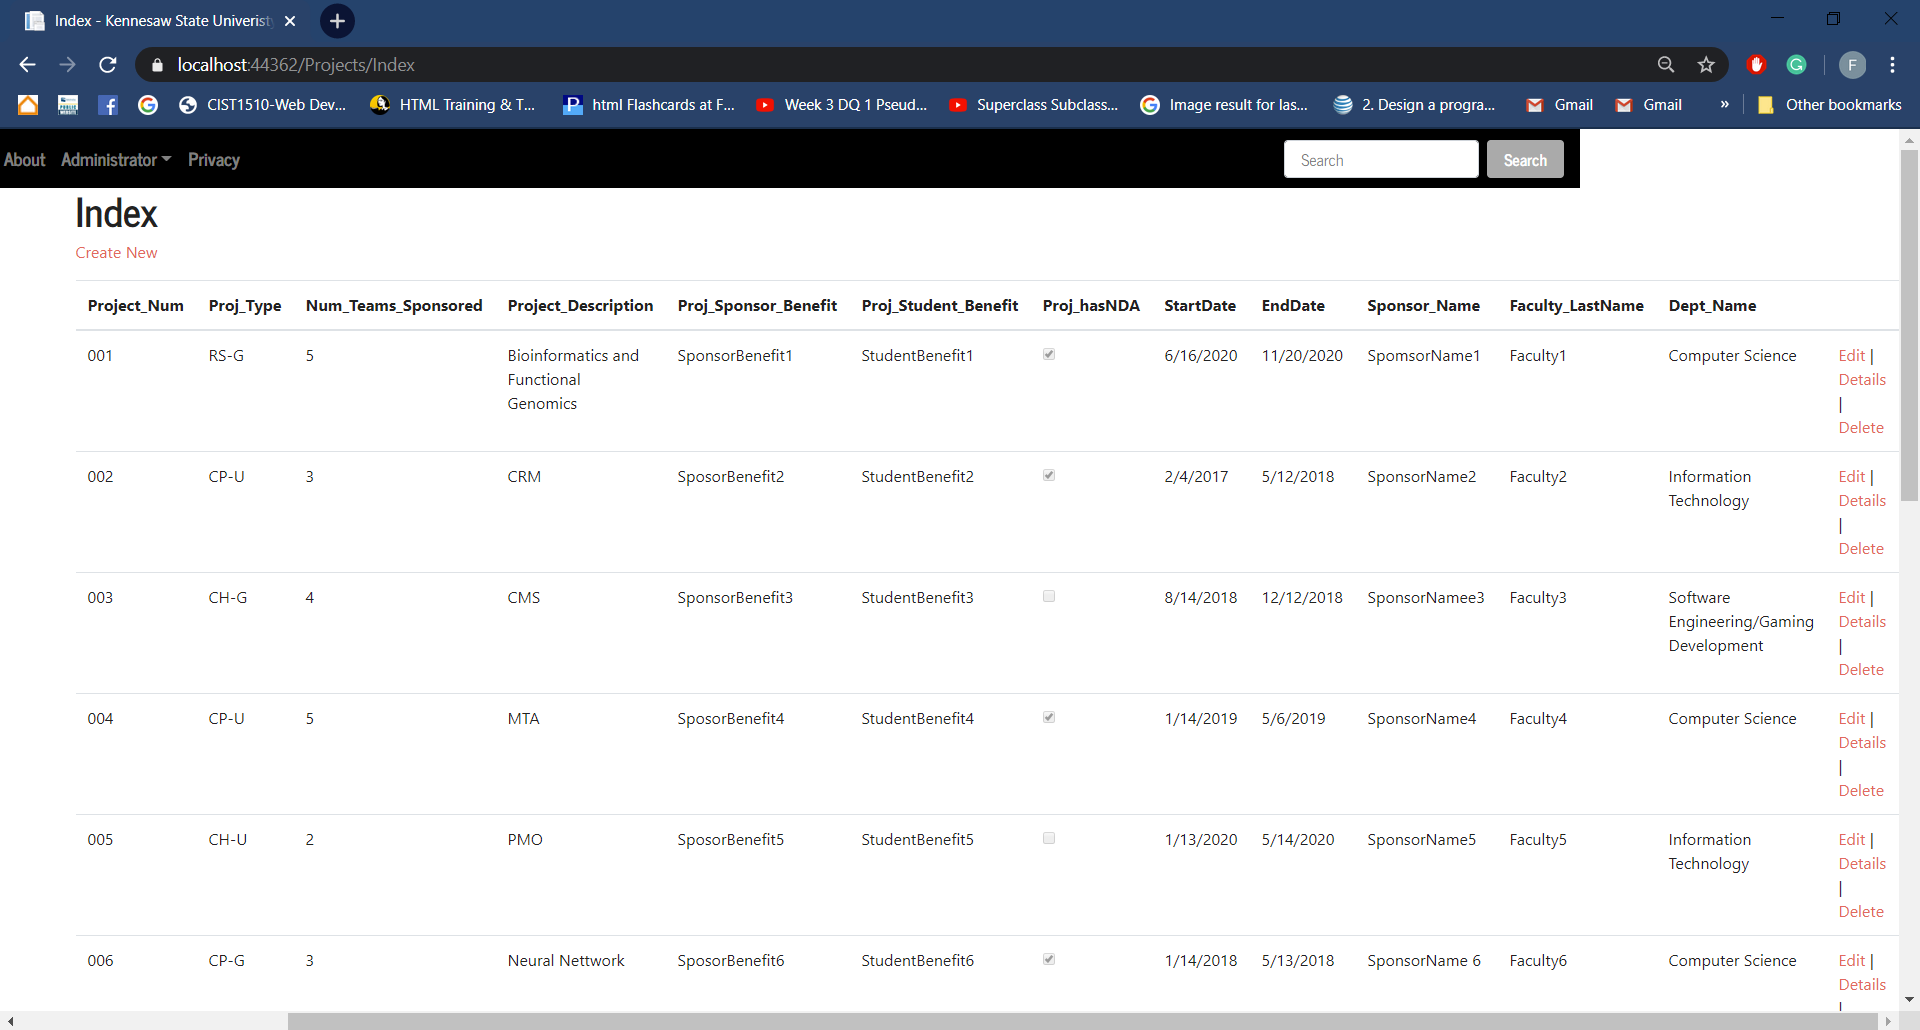 Index - Kennesaw State Univeristy
localhost:44362/Projects/Index
F
CIST1510-Web Dev... HTML Training & T... html Flashcards at F... Week 3 DQ 1 Pseud... Superclass Subclass... Image result for las... 2. Design a progra... Gmail Gmail » Other bookmarks
About Administrator Privacy Search Search
Index
Create New
Project_Num Proj_Type Num_Teams_Sponsored Project_Description Proj_Sponsor_Benefit Proj_Student_Benefit Proj_hasNDA StartDate EndDate Sponsor_Name Faculty_LastName Dept_Name
001 RS-G 5 Bioinformatics and SponsorBenefit1 StudentBenefit1 6/16/2020 11/20/2020 SpomsorName1 Faculty1 Computer Science Edit |
Functional Details
Genomics |
Delete
002 CP-U 3 CRM SposorBenefit2 StudentBenefit2 2/4/2017 5/12/2018 SponsorName2 Faculty2 Information Edit |
Technology Details
|
Delete
003 CH-G 4 CMS SponsorBenefit3 StudentBenefit3 8/14/2018 12/12/2018 SponsorNamee3 Faculty3 Software Edit |
Engineering/Gaming Details
Development |
Delete
004 CP-U 5 MTA SposorBenefit4 StudentBenefit4 1/14/2019 5/6/2019 SponsorName4 Faculty4 Computer Science Edit |
Details
|
Delete
005 CH-U 2 PMO SposorBenefit5 StudentBenefit5 1/13/2020 5/14/2020 SponsorName5 Faculty5 Information Edit |
Technology Details
|
Delete
006 CP-G 3 Neural Nettwork SposorBenefit6 StudentBenefit6 1/14/2018 5/13/2018 SponsorName 6 Faculty6 Computer Science Edit |
Details
|